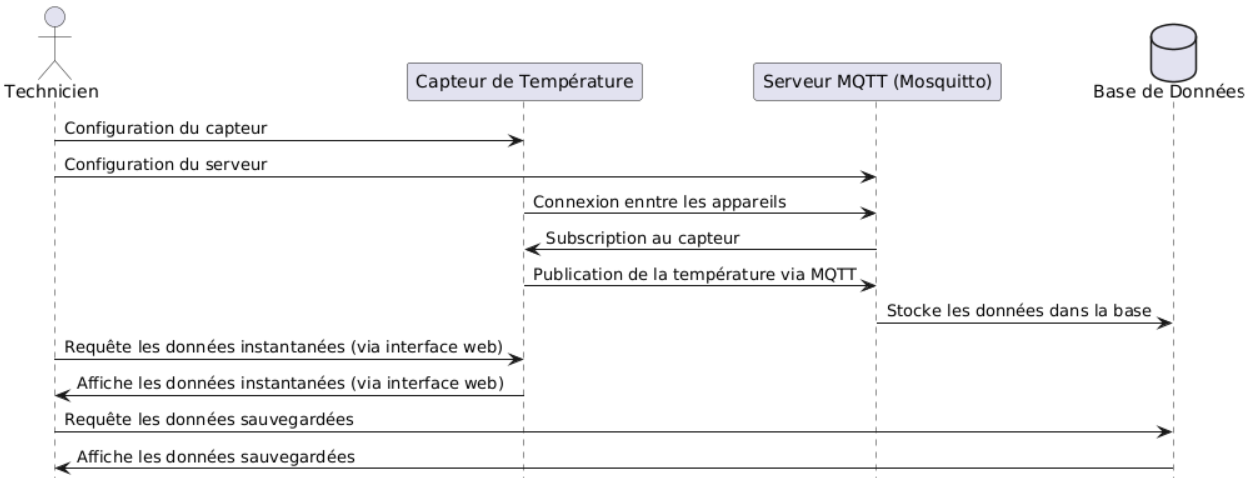 Technicien
Capteur de Température
Serveur MQTT (Mosquitto)
Base de Données
Configuration du capteur
Configuration du serveur
Connexion enntre les appareils
Subscription au capteur
Publication de la température via MQTT
Stocke les données dans la base
Requête les données instantanées (via interface web)
Affiche les données instantanées (via interface web)
Requête les données sauvegardées
Affiche les données sauvegardées